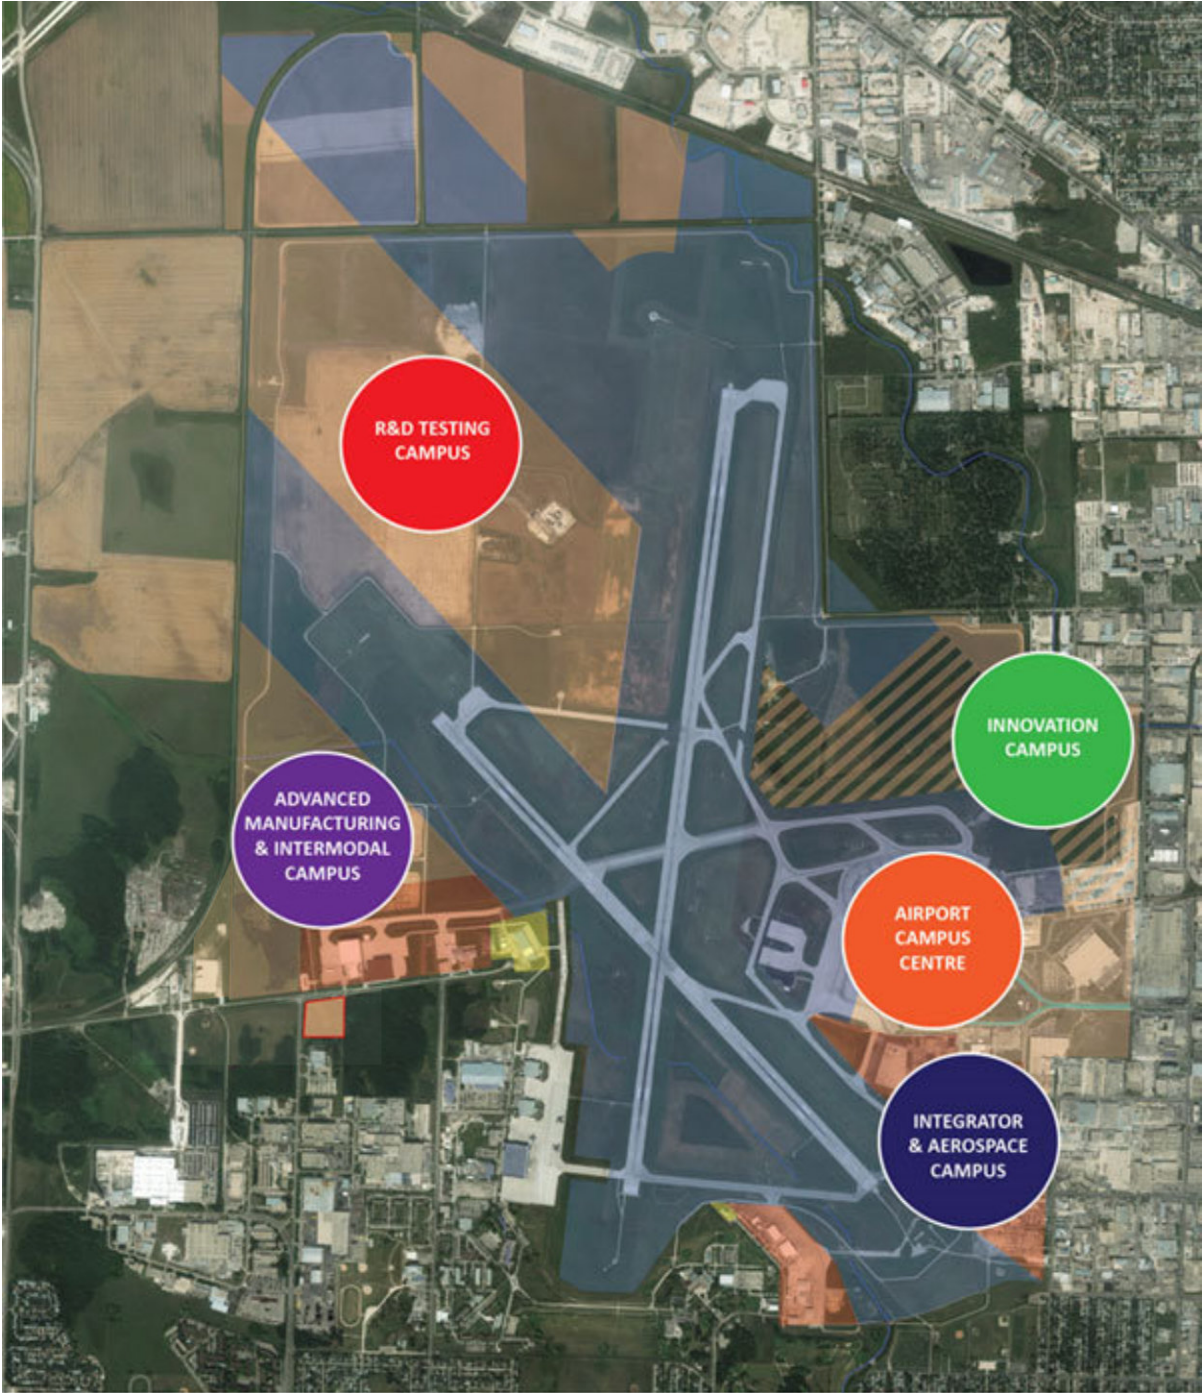 R&D TESTING
CAMPUS
INNOVATION
CAMPUS
ADVANCED
MANUFACTURING
& INTERMODAL
CAMPUS
AIRPORT
CAMPUS
CENTRE
INTEGRATOR
& AEROSPACE
CAMPUS